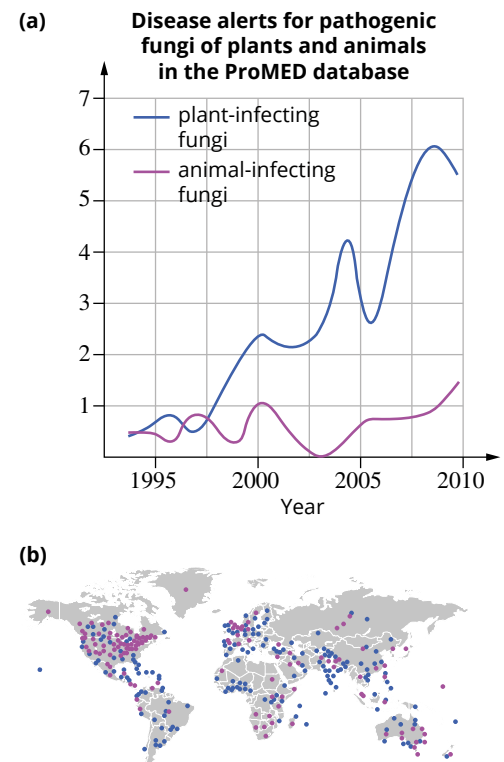 (a)
Disease alerts for pathogenic
fungi of plants and animals
in the ProMED database
7
6
5
4
3
2
1
plant-infecting
fungi
animal-infecting
fungi
1995 2000 2005 2010
Year
(b)